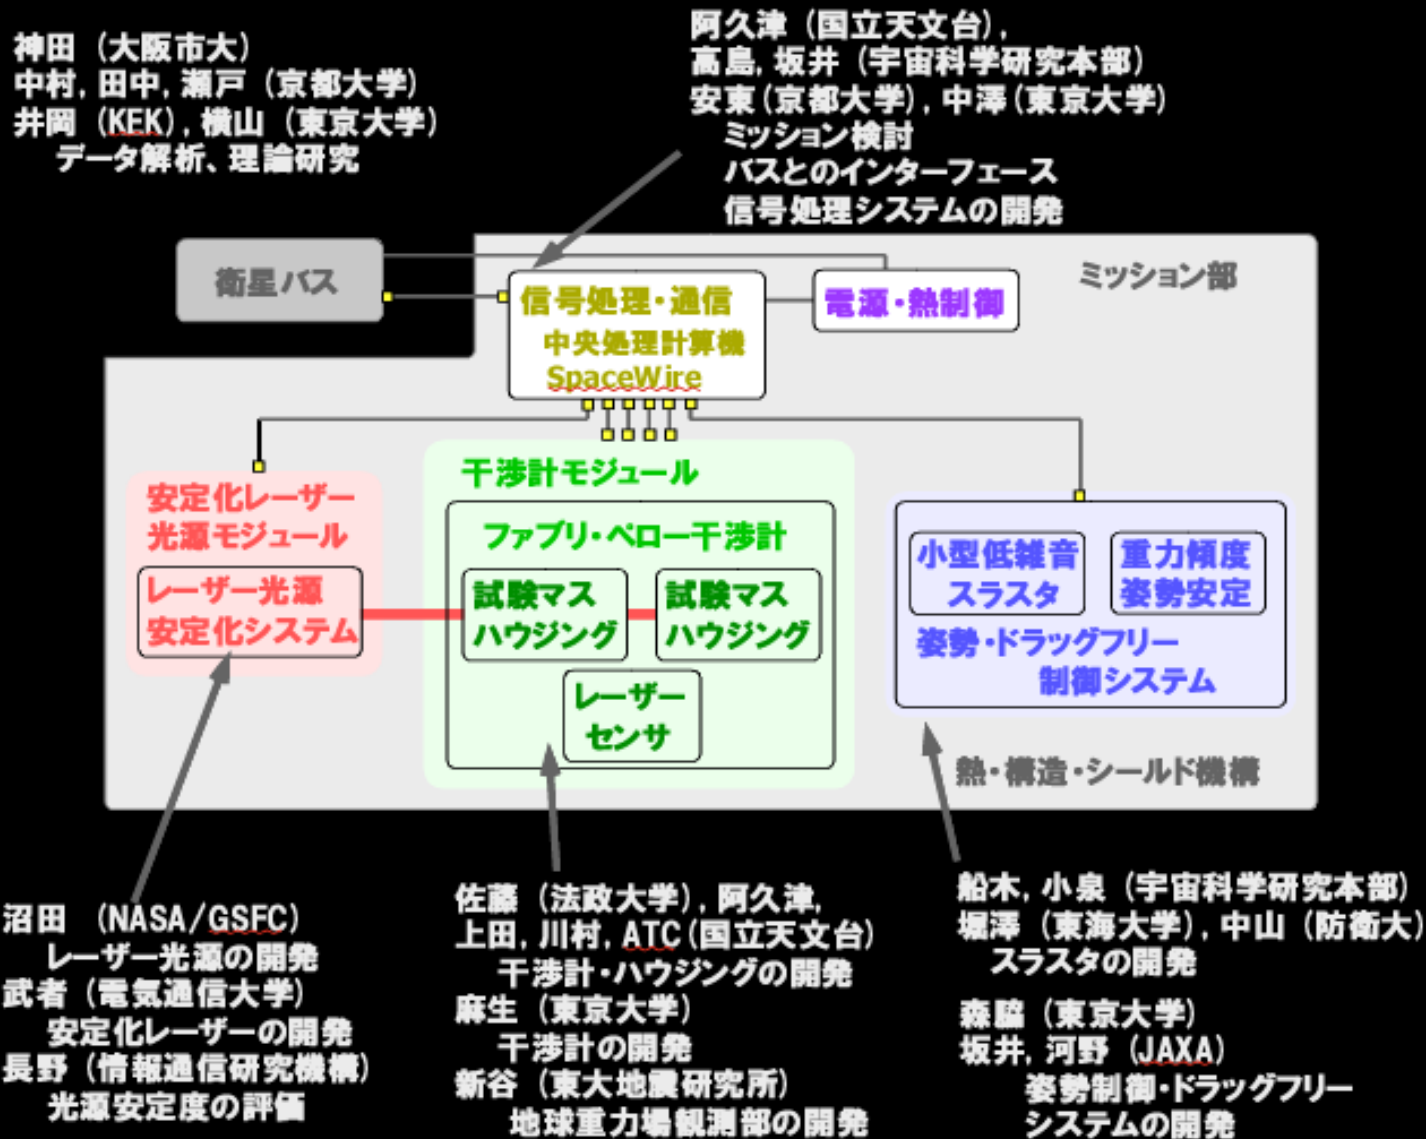 神田 (大阪市大)
中村, 田中, 瀬戸 (京都大学)
井岡 (KEK), 横山 (東京大学)
データ解析、理論研究
阿久津 (国立天文台),
高島, 坂井 (宇宙科学研究本部)
安東(京都大学), 中澤(東京大学)
ミッション検討
バスとのインターフェース
信号処理システムの開発
衛星バス
信号処理・通信
中央処理計算機
SpaceWire
電源・熱制御
ミッション部
安定化レーザー
光源モジュール
レーザー光源
安定化システム
干渉計モジュール
ファブリ・ペロー干渉計
試験マス
ハウジング
試験マス
ハウジング
レーザー
センサ
小型低雑音
スラスタ
重力傾度
姿勢安定
姿勢・ドラッグフリー
制御システム
熱・構造・シールド機構
沼田 (NASA/GSFC)
レーザー光源の開発
武者 (電気通信大学)
安定化レーザーの開発
長野 (情報通信研究機構)
光源安定度の評価
佐藤 (法政大学), 阿久津,
上田, 川村, ATC(国立天文台)
干渉計・ハウジングの開発
麻生 (東京大学)
干渉計の開発
新谷 (東大地震研究所)
地球重力場観測部の開発
船木, 小泉 (宇宙科学研究本部)
堀澤 (東海大学), 中山 (防衛大)
スラスタの開発
森脇 (東京大学)
坂井, 河野 (JAXA)
姿勢制御・ドラッグフリー
システムの開発